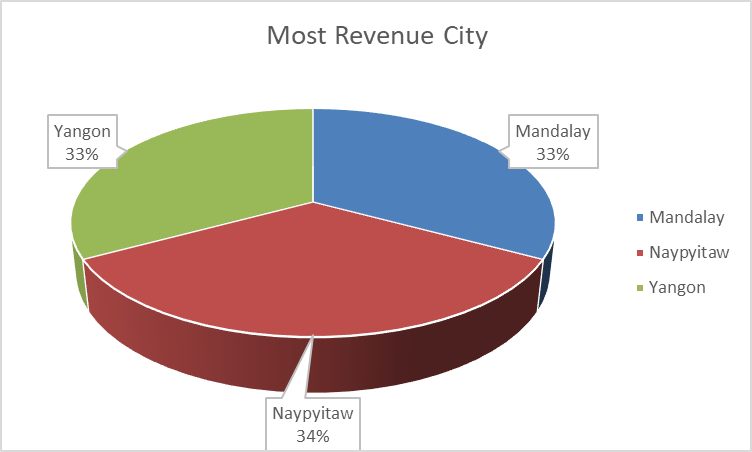 Most Revenue City
Yangon
33%
Mandalay
33%
Mandalay
Naypyitaw
Yangon
Naypyitaw
34%